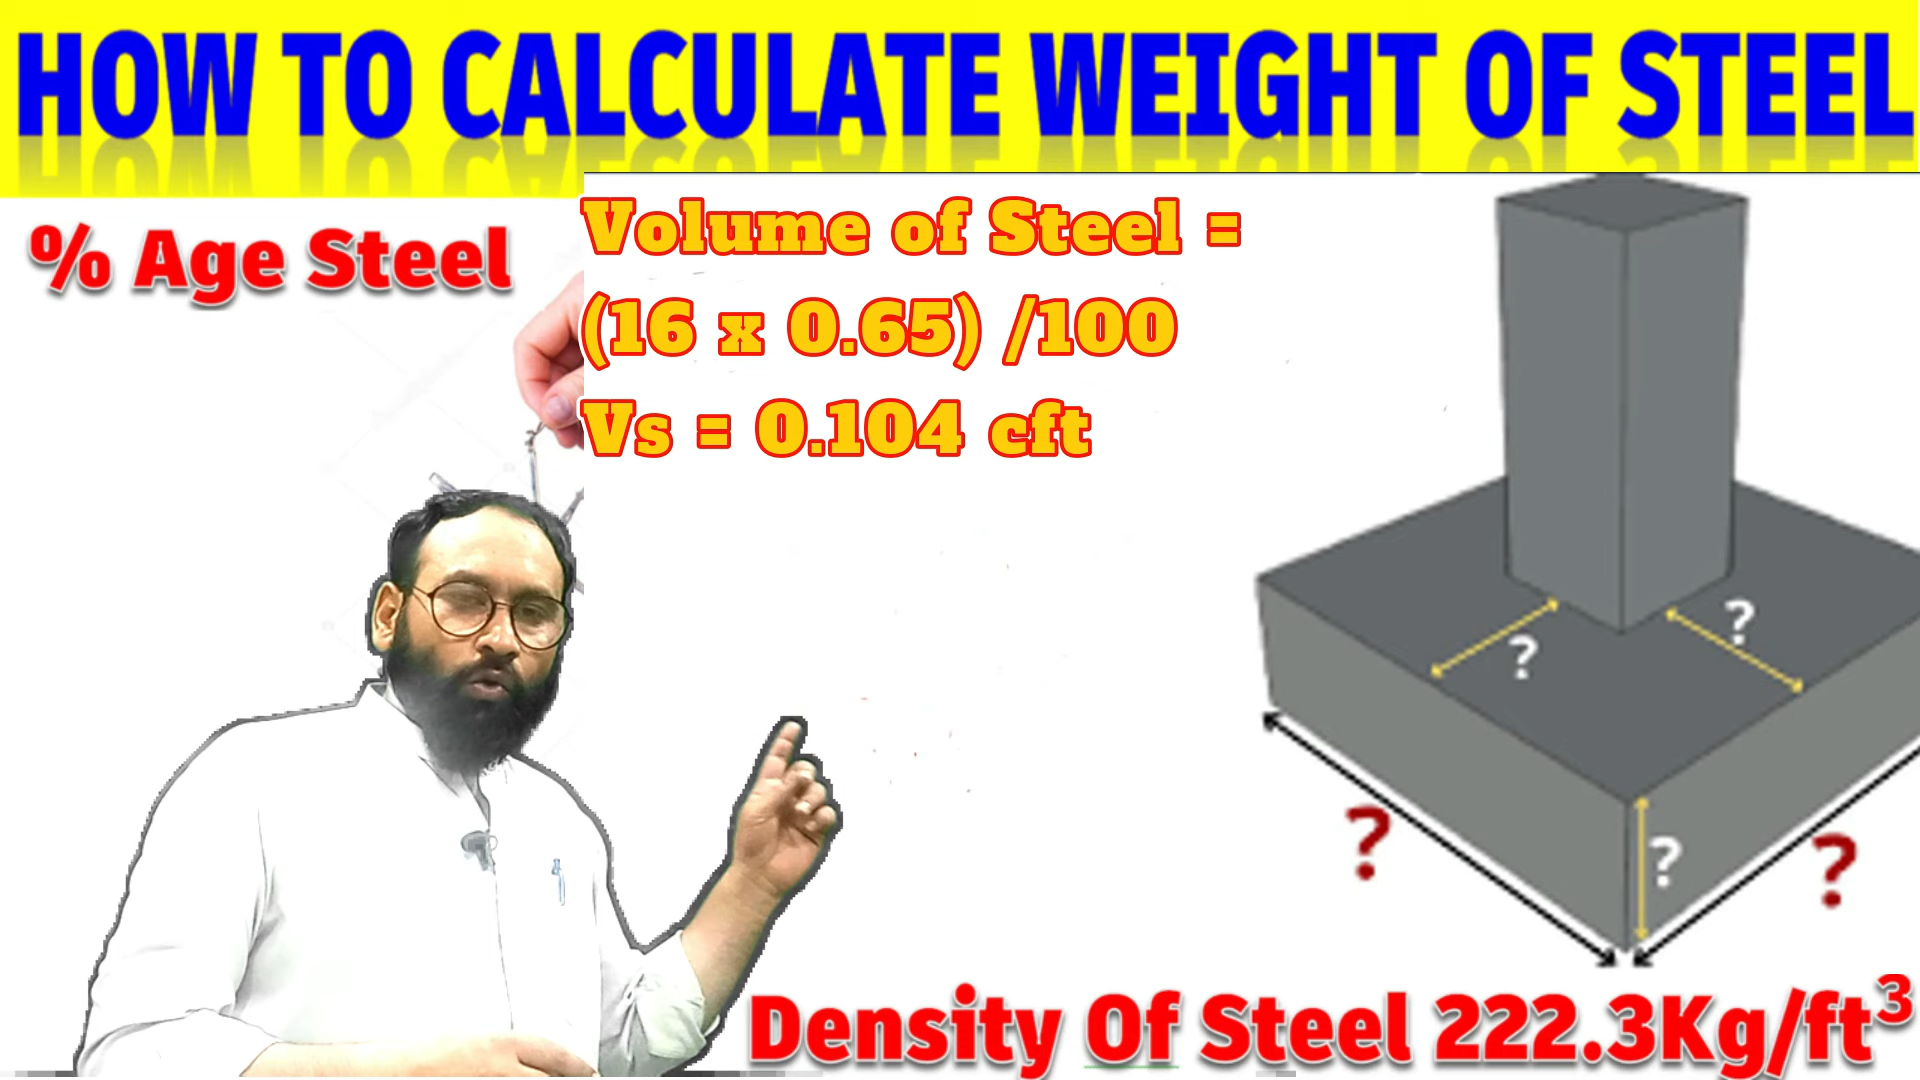 HOW TO CALCULATE WEIGHT OF STEEL
% Age Steel
Volume of Steel =
(16 x 0.65) /100
Vs = 0.104 cft
?
?
?
?
?
Density Of Steel 222.3Kg/ft³